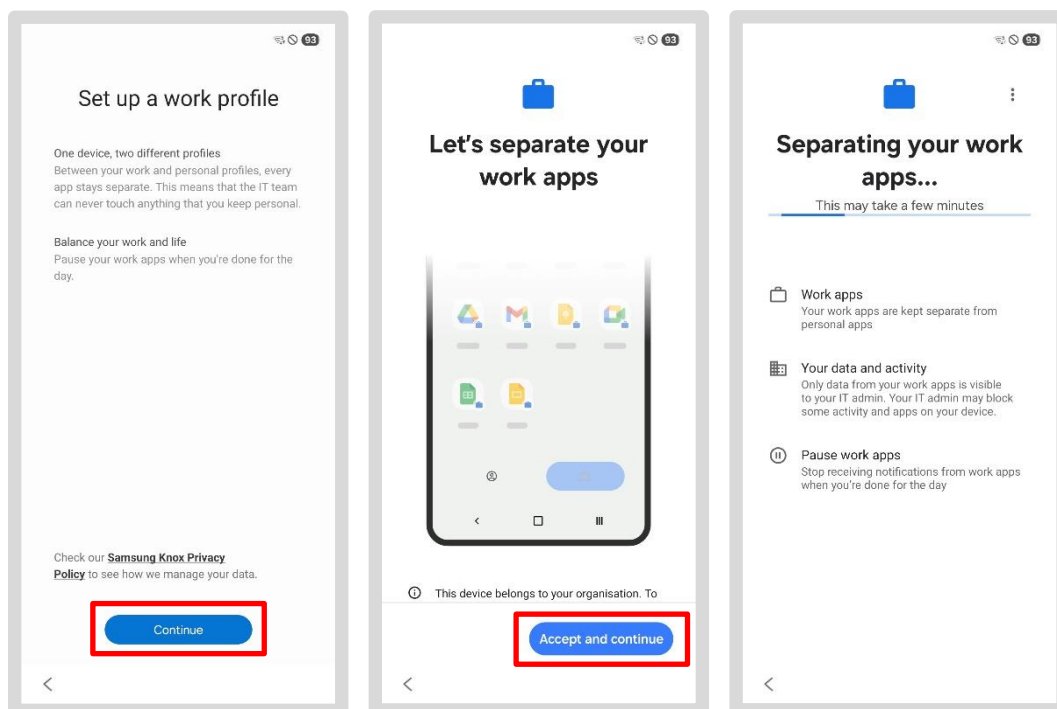 93
Set up a work profile
One device, two different profiles
Between your work and personal profiles, every
app stays separate. This means that the IT team
can never touch anything that you keep personal.
Balance your work and life
Pause your work apps when you're done for the
day.
Check our Samsung Knox Privacy
Policy to see how we manage your data.
Continue
93
Let's separate your
work apps
This device belongs to your organisation. To
Accept and continue
93
Separating your work
apps...
This may take a few minutes
Work apps
Your work apps are kept separate from
personal apps
Your data and activity
Only data from your work apps is visible
to your IT admin. Your IT admin may block
some activity and apps on your device.
Pause work apps
Stop receiving notifications from work apps
when you're done for the day